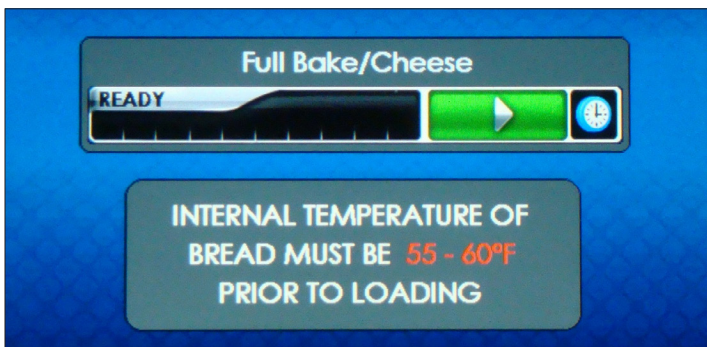 Full Bake/Cheese
READY
INTERNAL TEMPERATURE OF
BREAD MUST BE 55 - 60°F
PRIOR TO LOADING